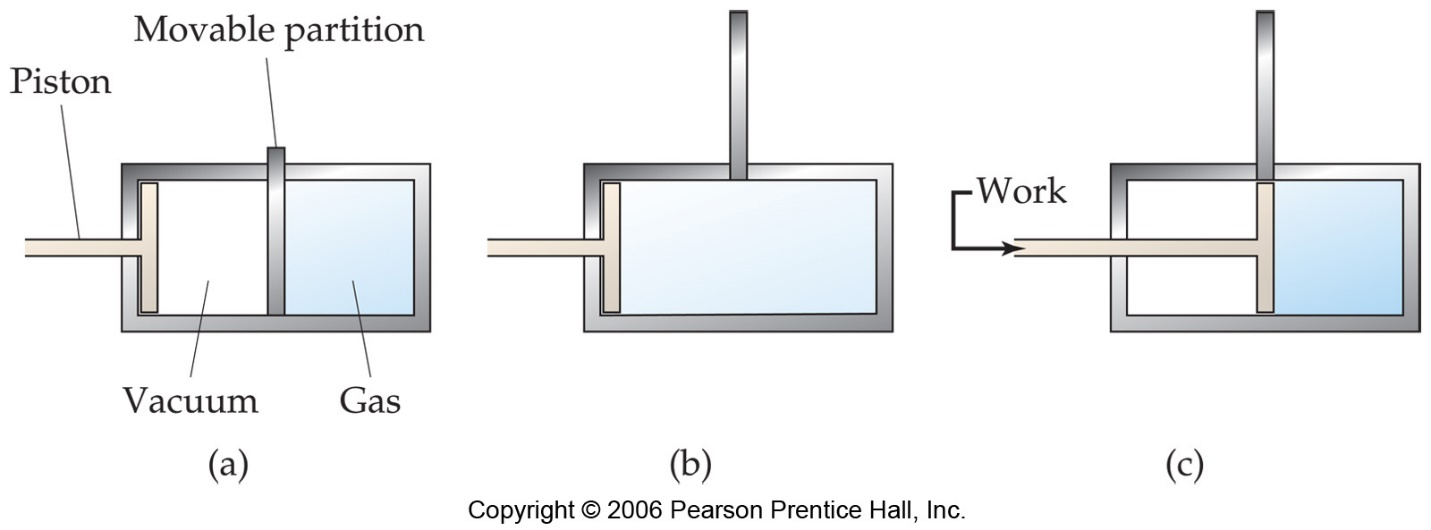 Movable partition
Piston
Work
Vacuum
Gas
(a)
(b)
(c)
Copyright © 2006 Pearson Prentice Hall, Inc.